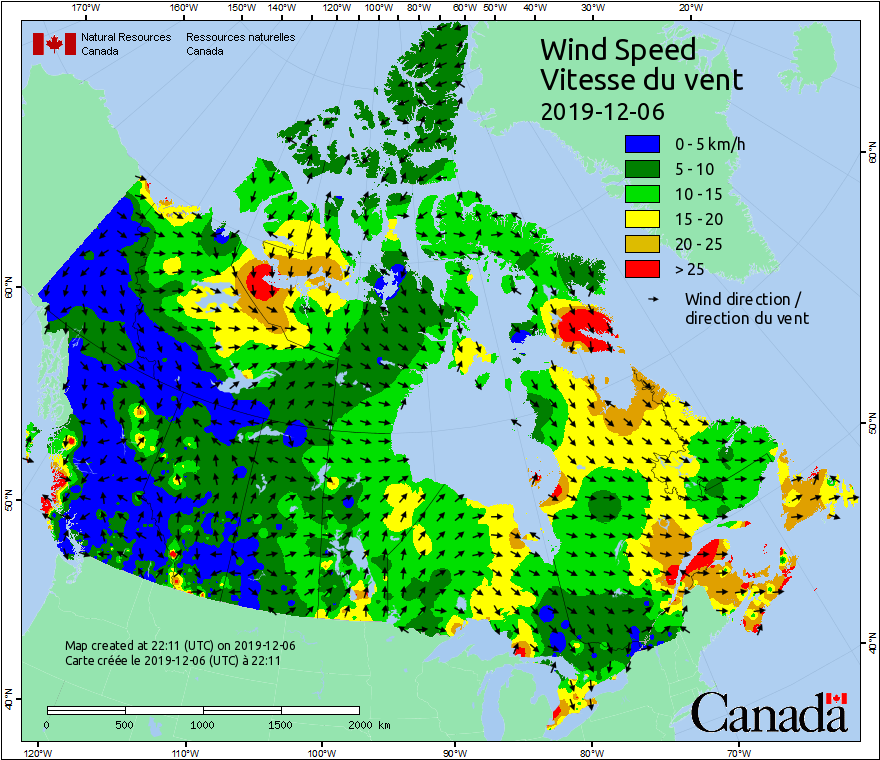 170°W 160°W 150°W 140°W 130°W 120°W 110°W 100°W 90°W 80°W 70°W 60°W 50°W 40°W 30°W 20°W
Natural Resources Canada
Ressources naturelles Canada
Wind Speed
Vitesse du vent
2019-12-06
0 - 5 km/h
5 - 10
10 - 15
15 - 20
20 - 25
> 25
Wind direction /
direction du vent
60°N
60°N
50°N
50°N
40°N
40°N
Map created at 22:11 (UTC) on 2019-12-06
Carte créée le 2019-12-06 (UTC) à 22:11
0 500 1000 1500 2000 km
Canada
120°W 110°W 100°W 90°W 80°W 70°W